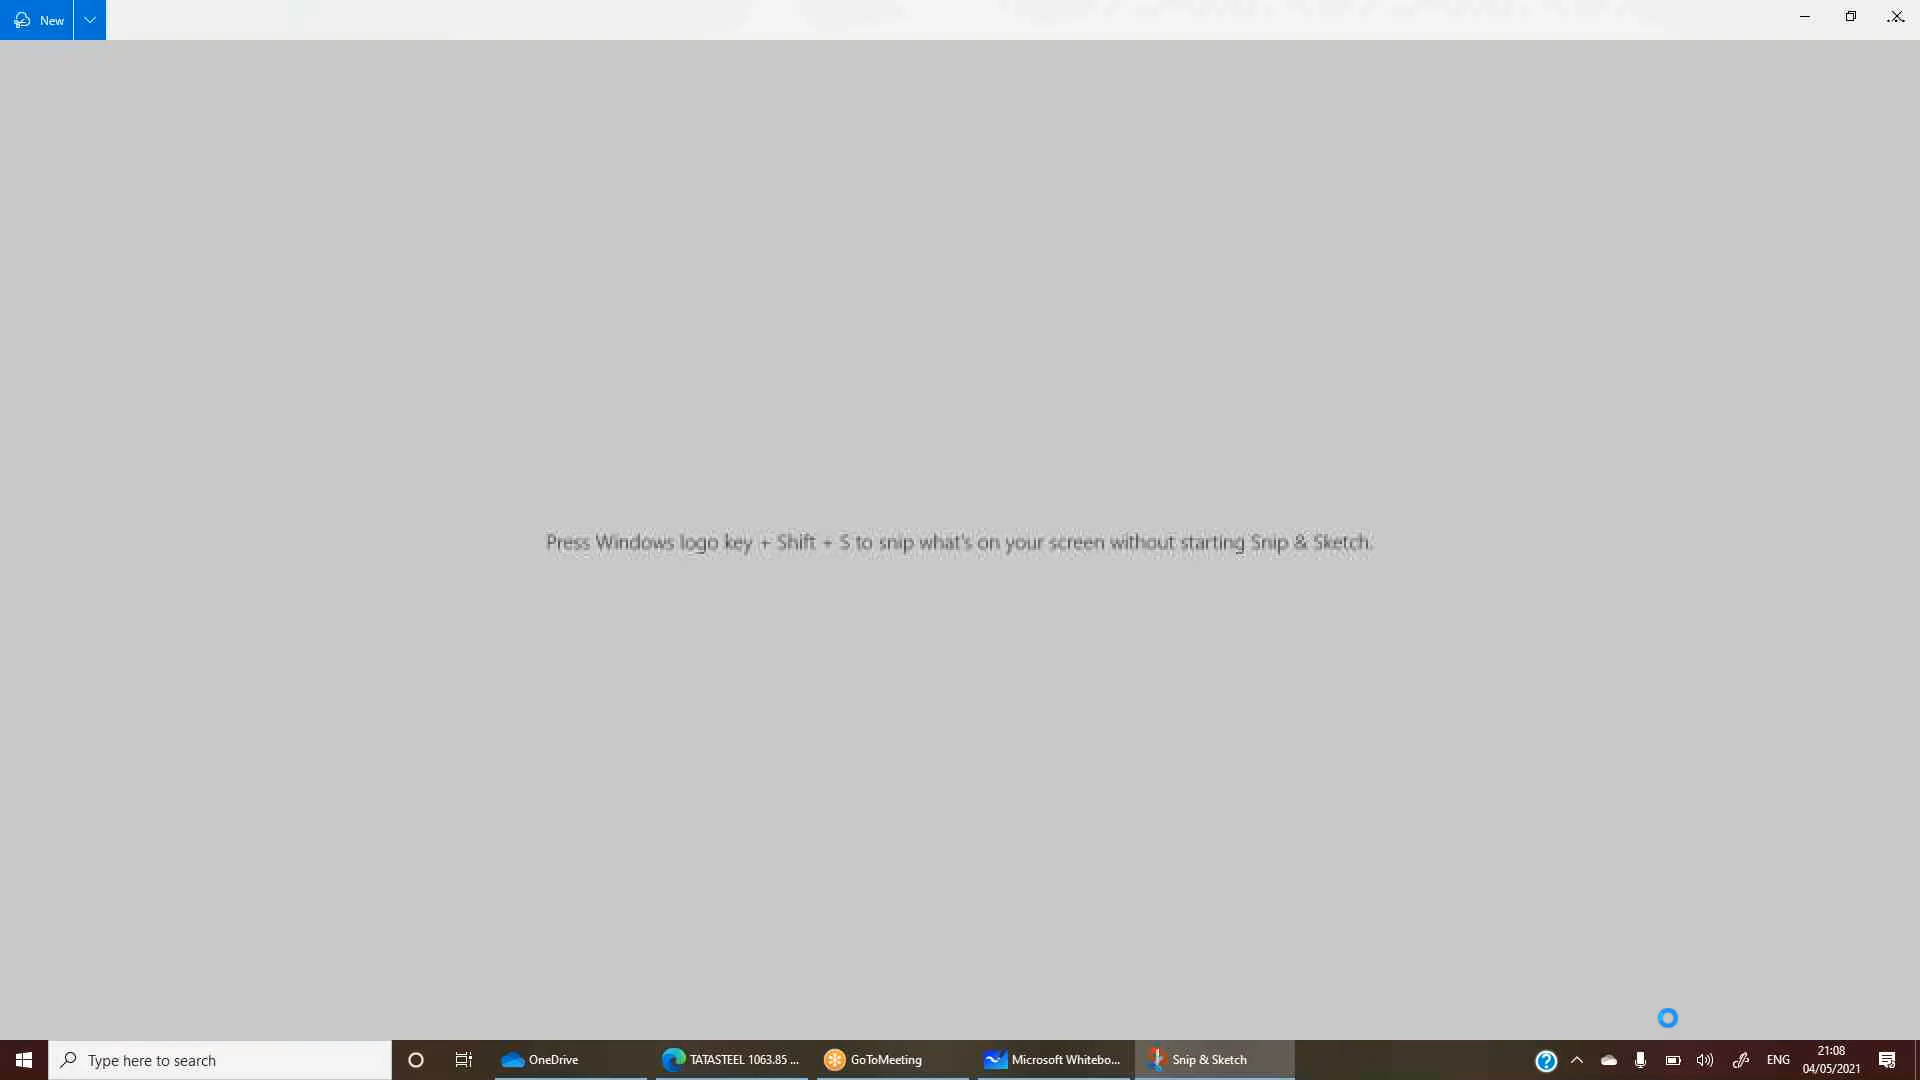 New
Press Windows logo key + Shift + S to snip what's on your screen without starting Snip & Sketch.
Type here to search
OneDrive
TATASTEEL 1063.85 ...
GoToMeeting
Microsoft Whitebo...
Snip & Sketch
ENG
21:08
04/05/2021